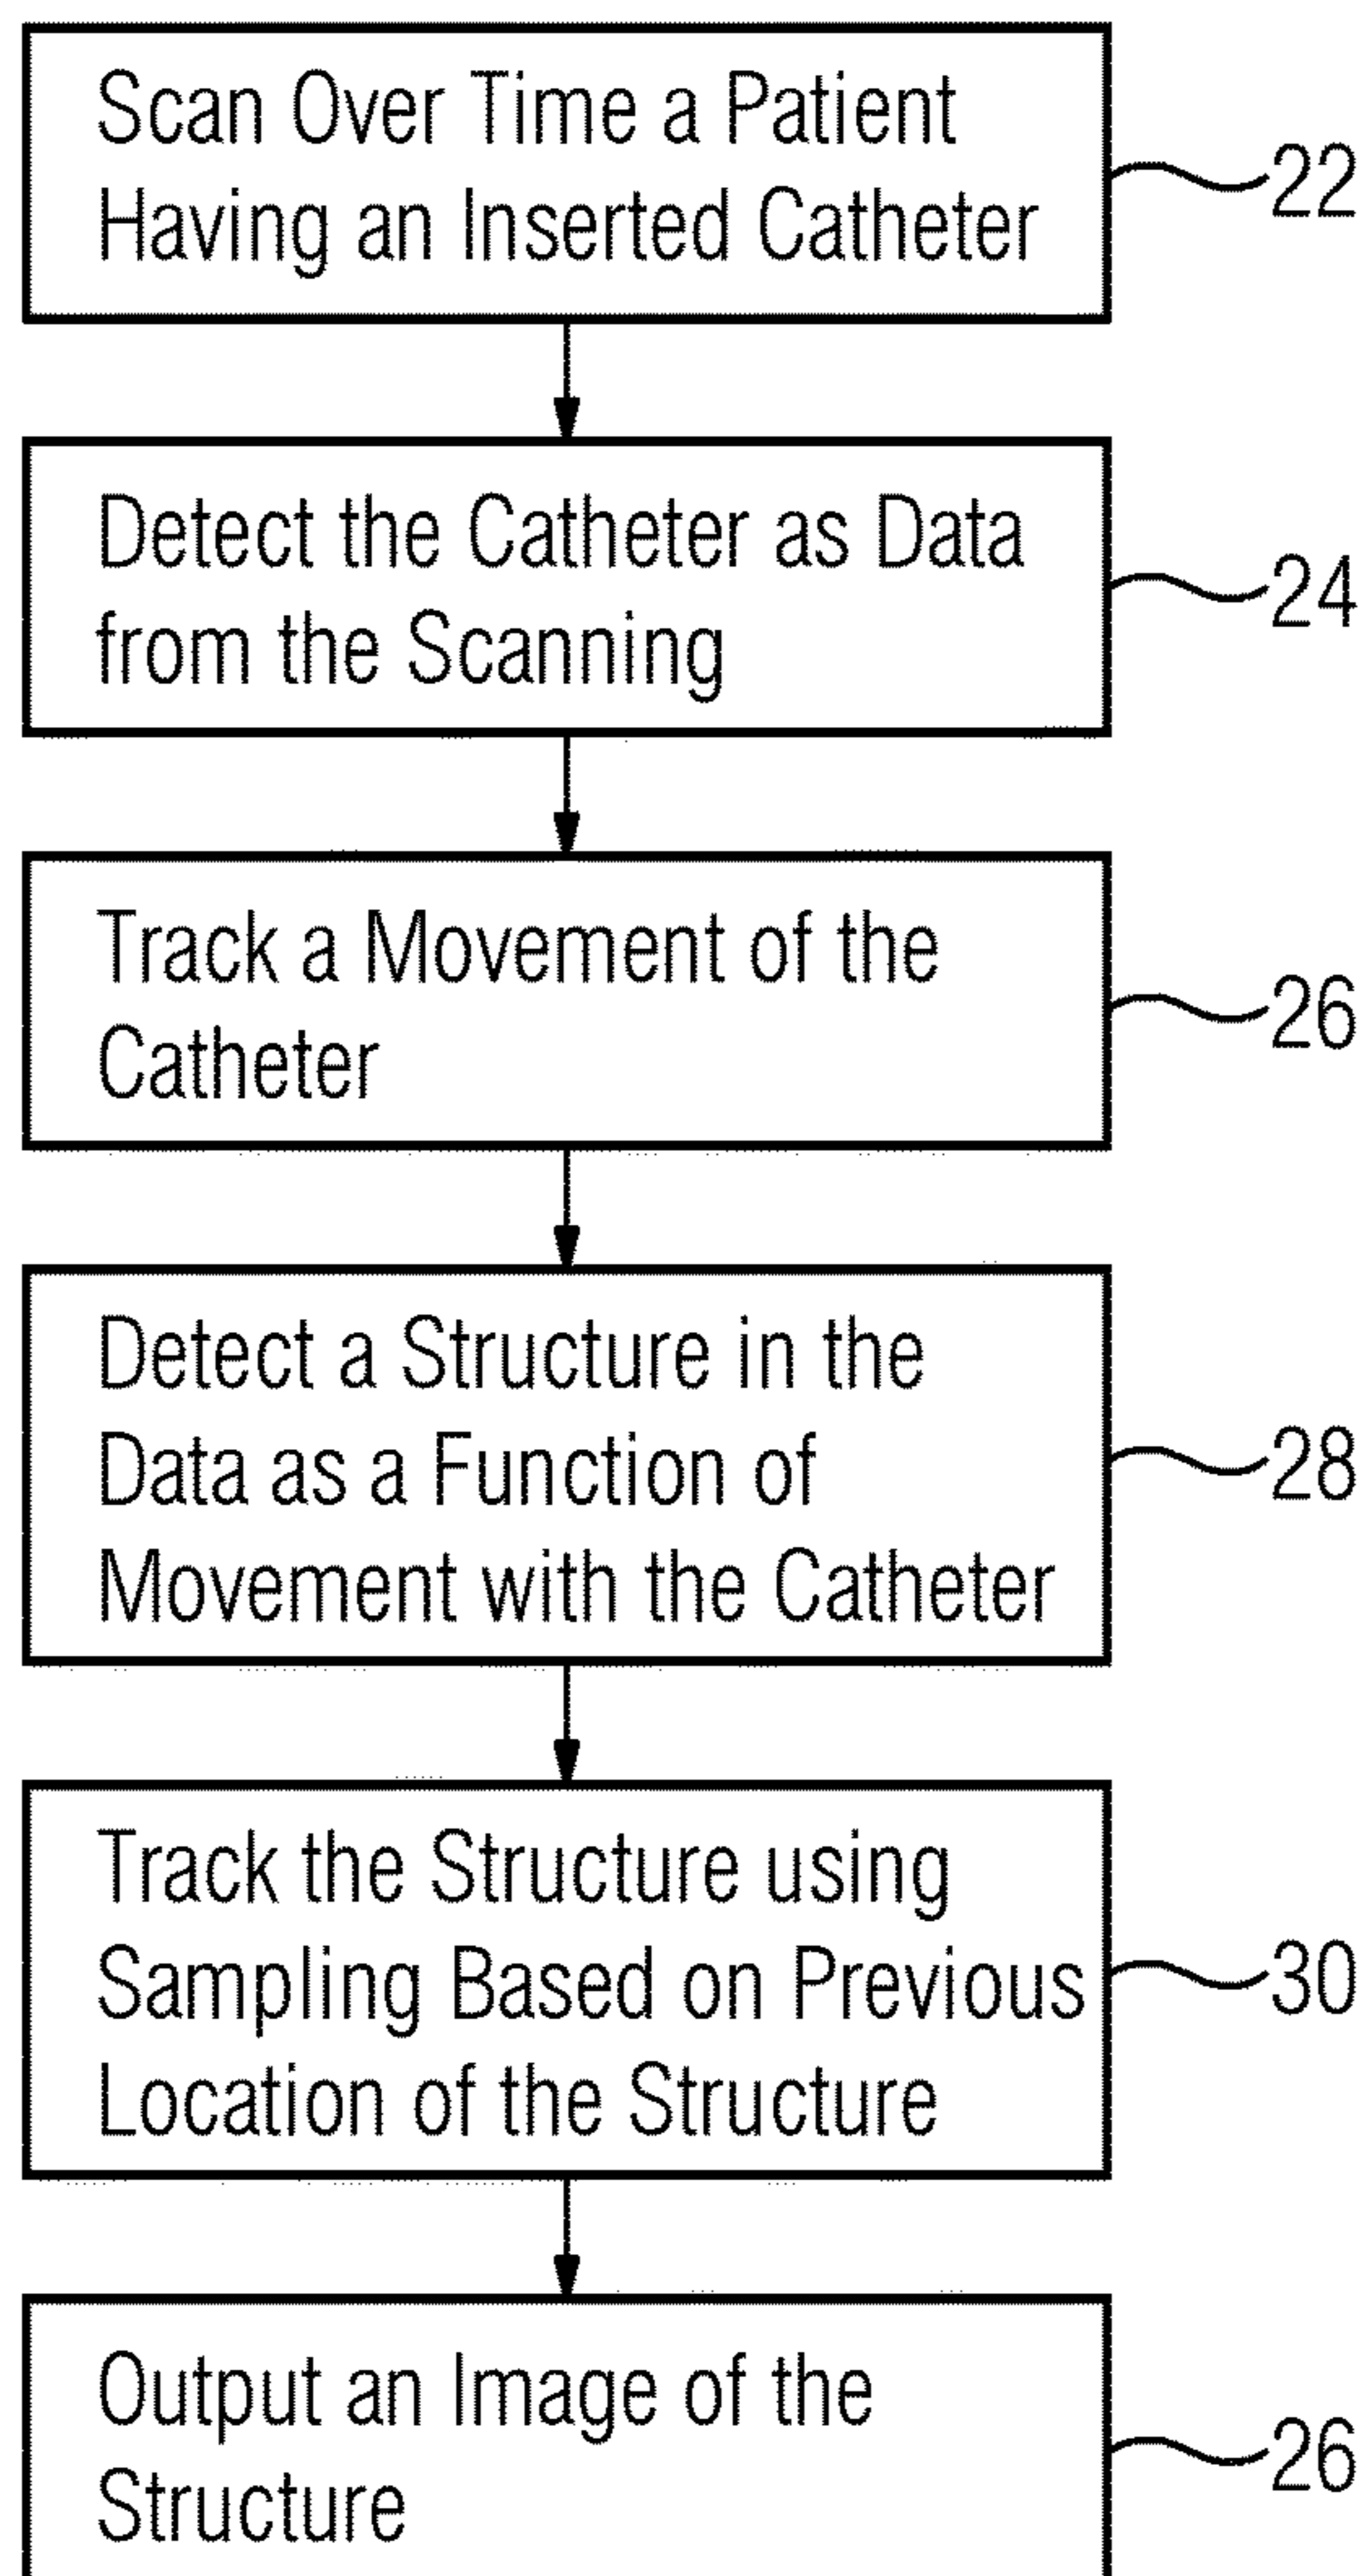 Scan Over Time a Patient
Having an Inserted Catheter
22
Detect the Catheter as Data
from the Scanning
24
Track a Movement of the
Catheter
26
Detect a Structure in the
Data as a Function of
Movement with the Catheter
28
Track the Structure using
Sampling Based on Previous
Location of the Structure
30
Output an Image of the
Structure
26